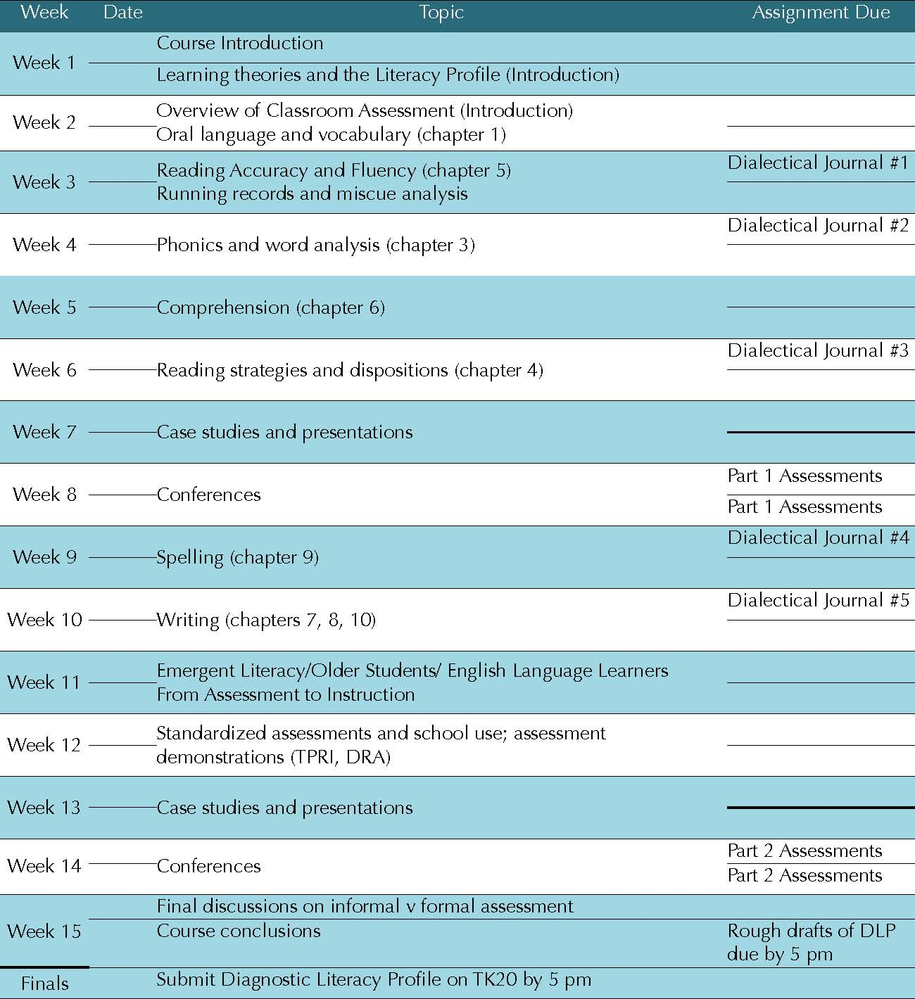 Week Date Topic Assignment Due
Week 1
Course Introduction
Learning theories and the Literacy Profile (Introduction)
Week 2
Overview of Classroom Assessment (Introduction)
Oral language and vocabulary (chapter 1)
Week 3
Reading Accuracy and Fluency (chapter 5)
Running records and miscue analysis
Dialectical Journal #1
Week 4
Phonics and word analysis (chapter 3)
Dialectical Journal #2
Week 5
Comprehension (chapter 6)
Week 6
Reading strategies and dispositions (chapter 4)
Dialectical Journal #3
Week 7
Case studies and presentations
Week 8
Conferences
Part 1 Assessments
Part 1 Assessments
Week 9
Spelling (chapter 9)
Dialectical Journal #4
Week 10
Writing (chapters 7, 8, 10)
Dialectical Journal #5
Week 11
Emergent Literacy/Older Students/ English Language Learners
From Assessment to Instruction
Week 12
Standardized assessments and school use; assessment
demonstrations (TPRI, DRA)
Week 13
Case studies and presentations
Week 14
Conferences
Part 2 Assessments
Part 2 Assessments
Week 15
Final discussions on informal v formal assessment
Course conclusions
Rough drafts of DLP
due by 5 pm
Finals
Submit Diagnostic Literacy Profile on TK20 by 5 pm